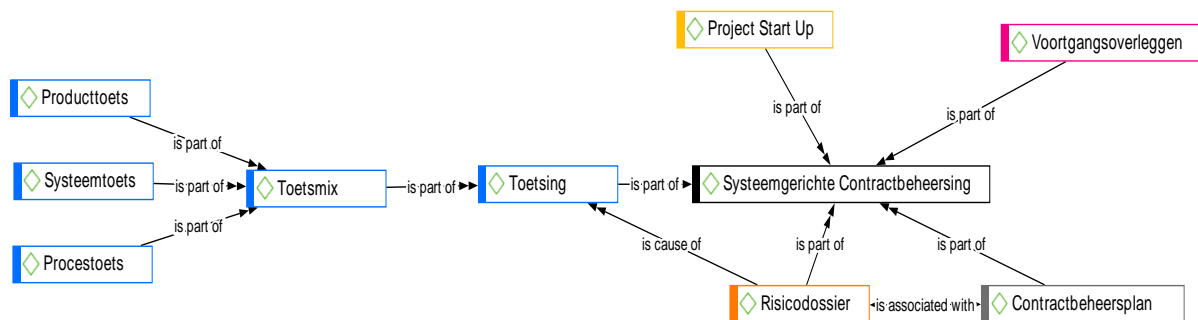 Project Start Up
Voortgangsoverleggen
Producttoets
is part of
is part of
is part of
Systeemtoets
is part of
Toetsmix
is part of
Toetsing
is part of
Systeemgerichte Contractbeheersing
is part of
Procestoets
is cause of
is part of
is part of
Risicodossier
is associated with
Contractbeheersplan